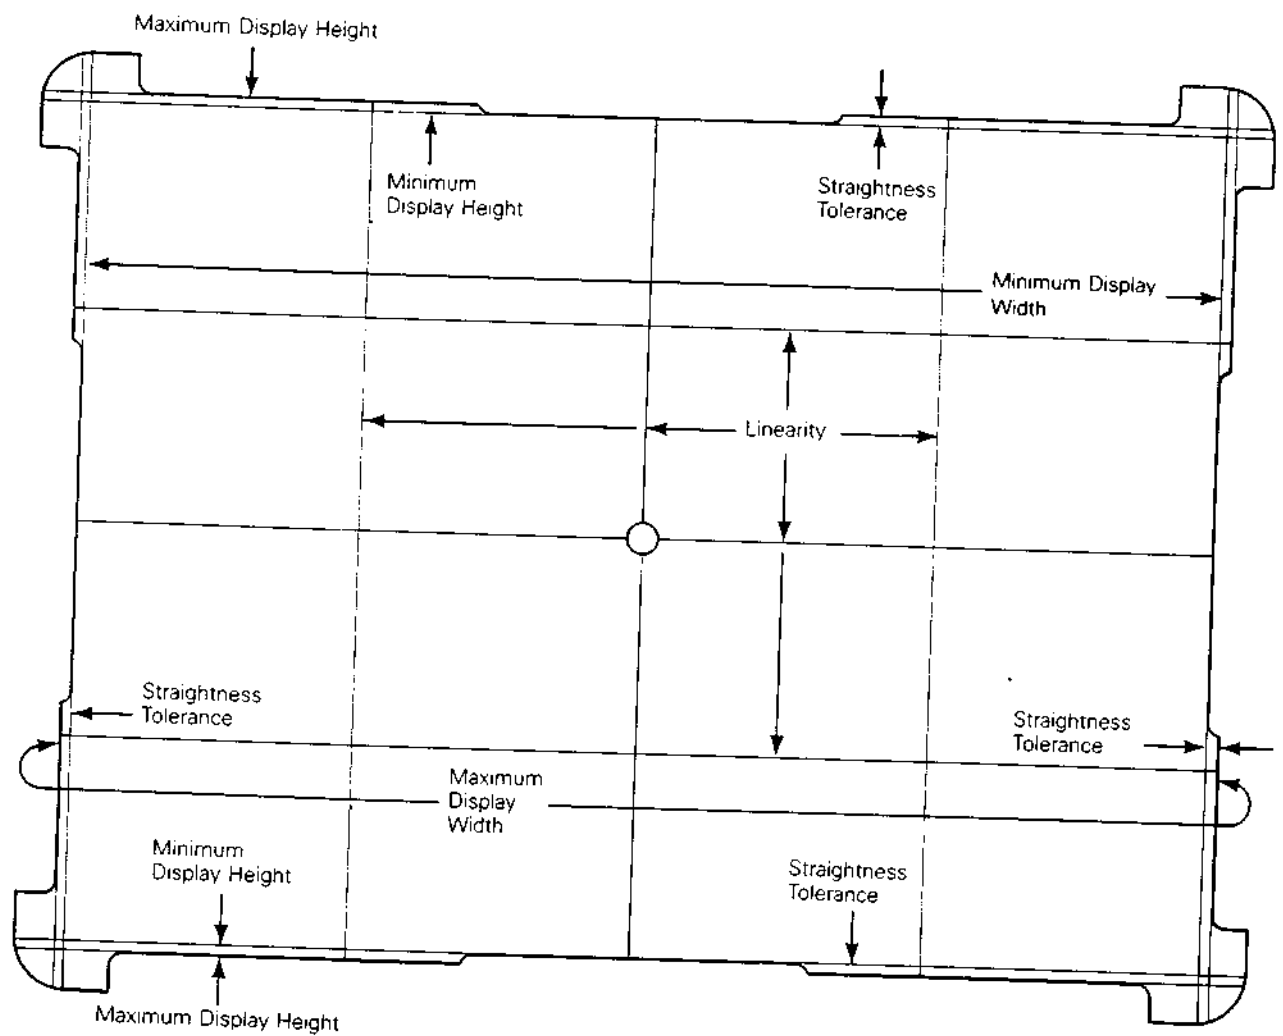 Maximum Display Height
Minimum
Display Height
Straightness
Tolerance
Minimum Display
Width
Linearity
Straightness
Tolerance
Straightness
Tolerance
Maximum
Display
Width
Minimum
Display Height
Straightness
Tolerance
Maximum Display Height